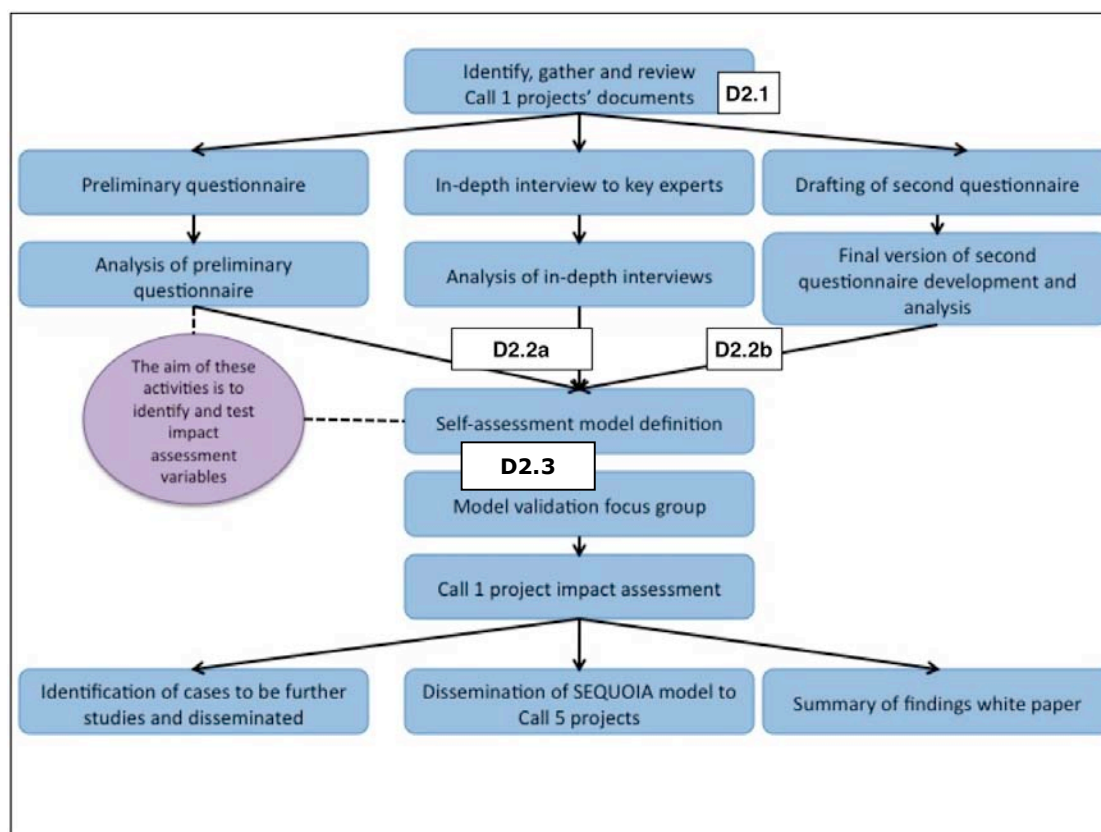 Identify, gather and review
Call 1 projects' documents
D2.1
Preliminary questionnaire
In-depth interview to key experts
Drafting of second questionnaire
Analysis of preliminary
questionnaire
Analysis of in-depth interviews
Final version of second
questionnaire development and
analysis
D2.2a
D2.2b
The aim of these
activities is to
identify and test
impact
assessment
variables
Self-assessment model definition
D2.3
Model validation focus group
Call 1 project impact assessment
Identification of cases to be further
studies and disseminated
Dissemination of SEQUOIA model to
Call 5 projects
Summary of findings white paper